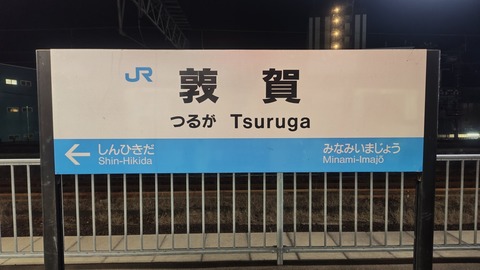 JR
敦賀
つるが Tsuruga
← しんひきだ みなみいまじょう
Shin-Hikida Minami-Imajō